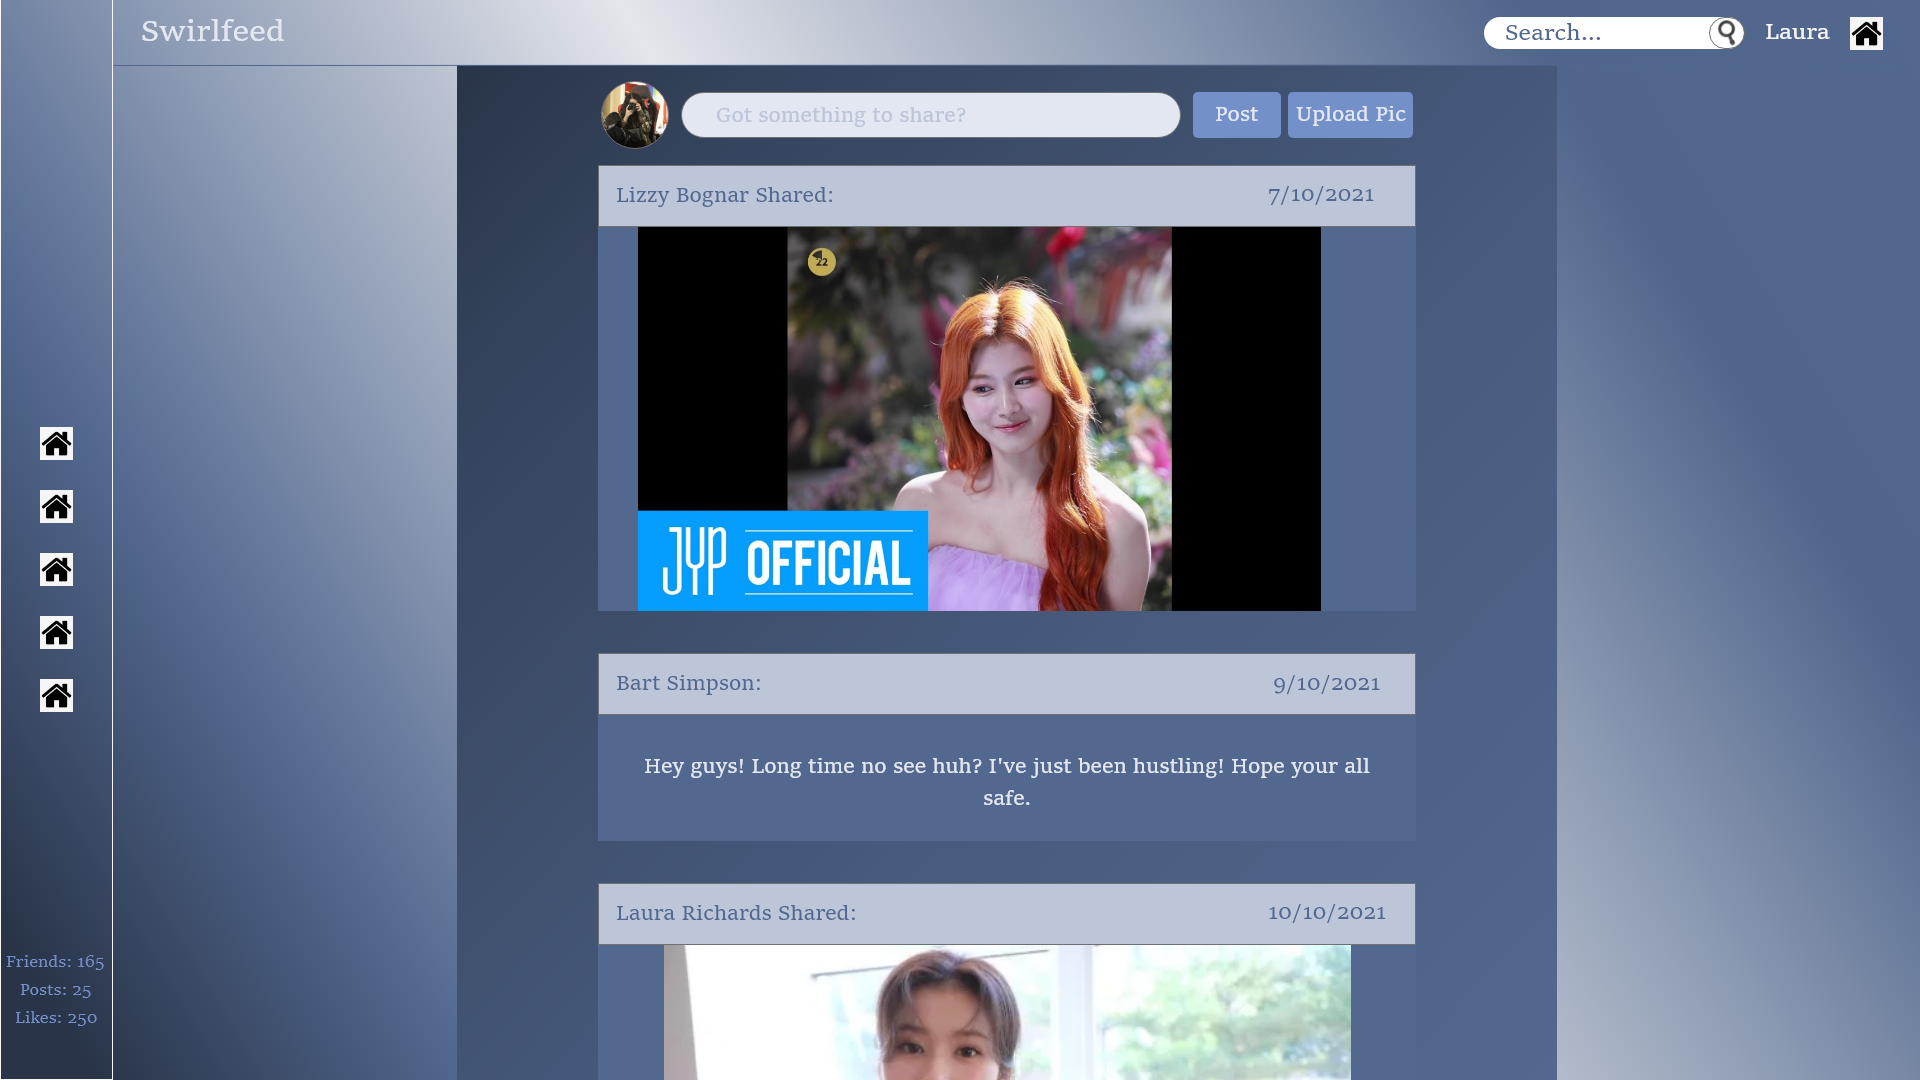 Swirlfeed
Search...
Laura
Got something to share?
Post
Upload Pic
Lizzy Bognar Shared:
7/10/2021
22
JYP OFFICIAL
Bart Simpson:
9/10/2021
Hey guys! Long time no see huh? I've just been hustling! Hope your all
safe.
Laura Richards Shared:
10/10/2021
Friends: 165
Posts: 25
Likes: 250